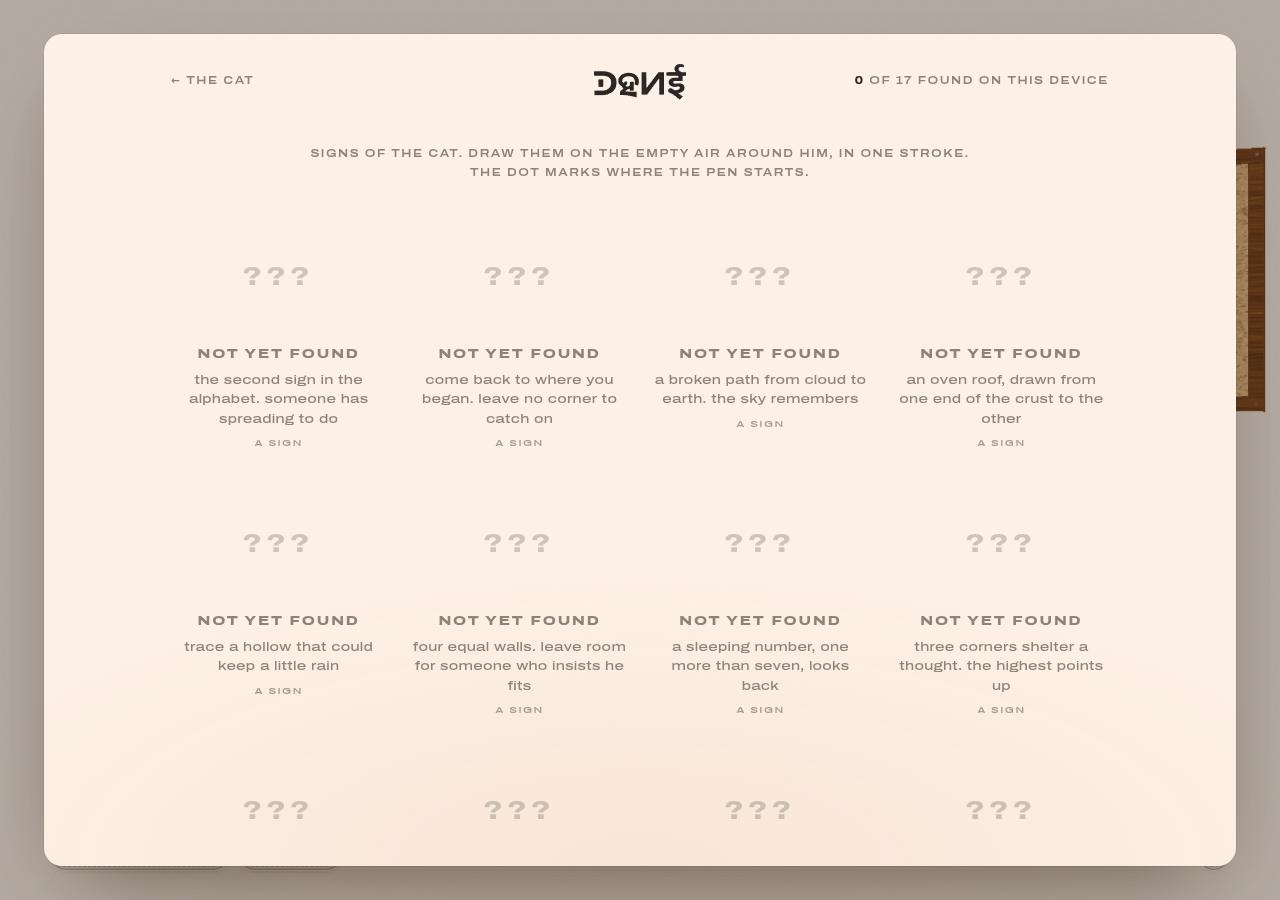 ← THE CAT
0 OF 17 FOUND ON THIS DEVICE
SIGNS OF THE CAT. DRAW THEM ON THE EMPTY AIR AROUND HIM, IN ONE STROKE.
THE DOT MARKS WHERE THE PEN STARTS.
??? ??? ??? ???
NOT YET FOUND
the second sign in the
alphabet. someone has
spreading to do
A SIGN
NOT YET FOUND
come back to where you
began. leave no corner to
catch on
A SIGN
NOT YET FOUND
a broken path from cloud to
earth. the sky remembers
A SIGN
NOT YET FOUND
an oven roof, drawn from
one end of the crust to the
other
A SIGN
??? ??? ??? ???
NOT YET FOUND
trace a hollow that could
keep a little rain
A SIGN
NOT YET FOUND
four equal walls. leave room
for someone who insists he
fits
A SIGN
NOT YET FOUND
a sleeping number, one
more than seven, looks
back
A SIGN
NOT YET FOUND
three corners shelter a
thought. the highest points
up
A SIGN
??? ??? ??? ???